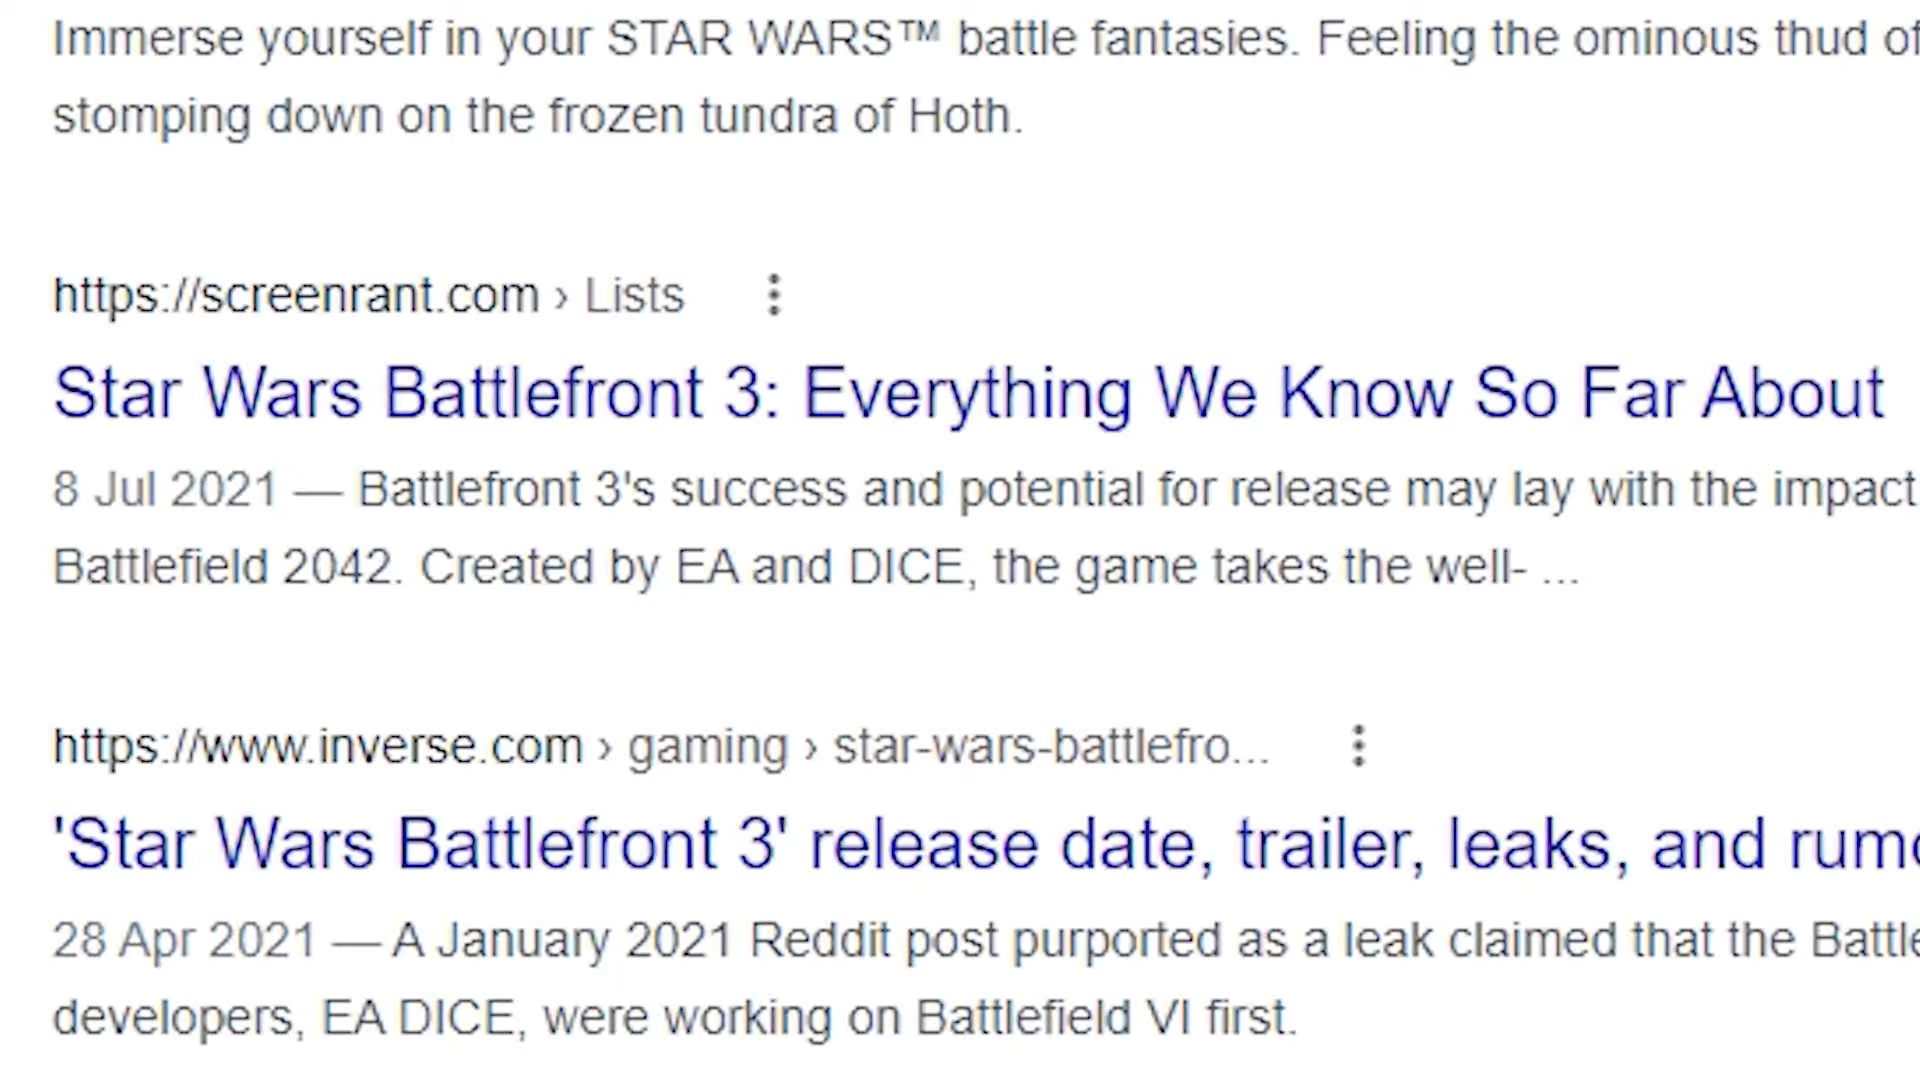 Immerse yourself in your STAR WARS™ battle fantasies. Feeling the ominous thud of
stomping down on the frozen tundra of Hoth.
https://screenrant.com › Lists
Star Wars Battlefront 3: Everything We Know So Far About
8 Jul 2021 — Battlefront 3's success and potential for release may lay with the impact
Battlefield 2042. Created by EA and DICE, the game takes the well- ...
https://www.inverse.com › gaming › star-wars-battlefro...
'Star Wars Battlefront 3' release date, trailer, leaks, and
28 Apr 2021 — A January 2021 Reddit post purported as a leak claimed that the
developers, EA DICE, were working on Battlefield VI first.